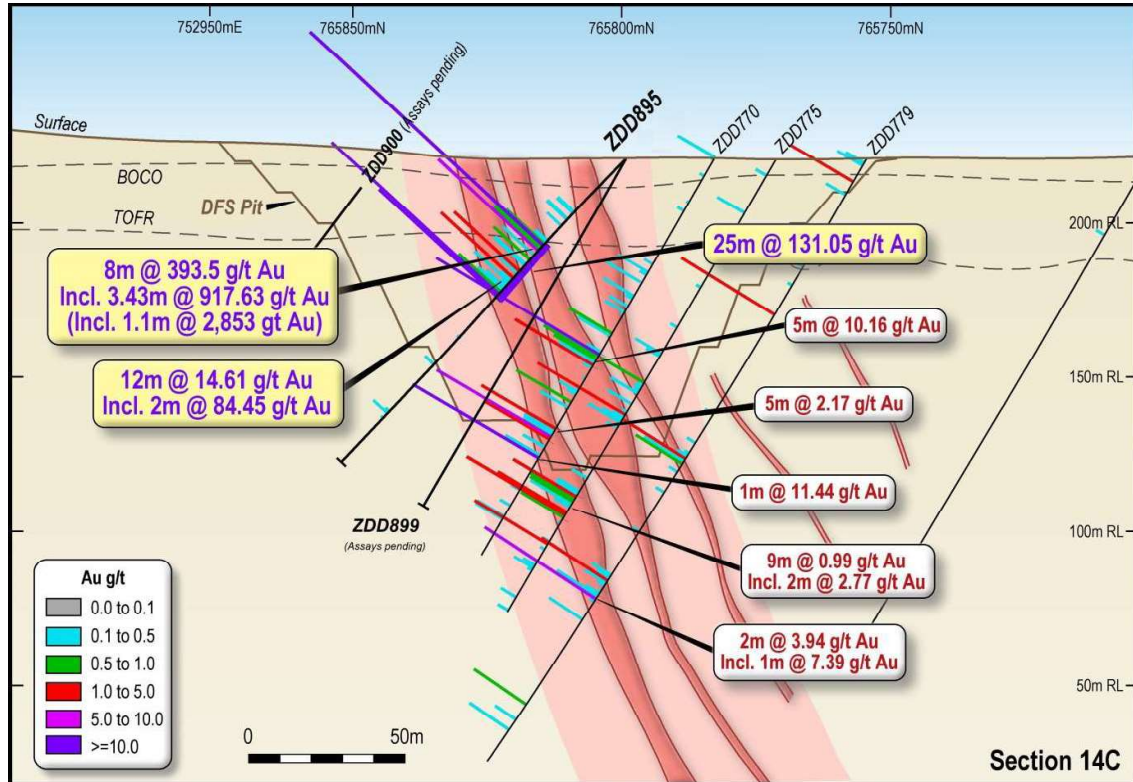 752950mE
765850mN
765800mN
765750mN
Surface
ZDD900 (Assays pending)
ZDD895
ZDD770
ZDD775
ZDD779
BOCO
DFS Pit
TOFR
200m RL
8m @ 393.5 g/t Au
Incl. 3.43m @ 917.63 g/t Au
(Incl. 1.1m @ 2,853 gt Au)
25m @ 131.05 g/t Au
5m @ 10.16 g/t Au
12m @ 14.61 g/t Au
Incl. 2m @ 84.45 g/t Au
150m RL
5m @ 2.17 g/t Au
1m @ 11.44 g/t Au
ZDD899
(Assays pending)
100m RL
9m @ 0.99 g/t Au
Incl. 2m @ 2.77 g/t Au
2m @ 3.94 g/t Au
Incl. 1m @ 7.39 g/t Au
50m RL
Au g/t
0.0 to 0.1
0.1 to 0.5
0.5 to 1.0
1.0 to 5.0
5.0 to 10.0
>=10.0
0
50m
Section 14C